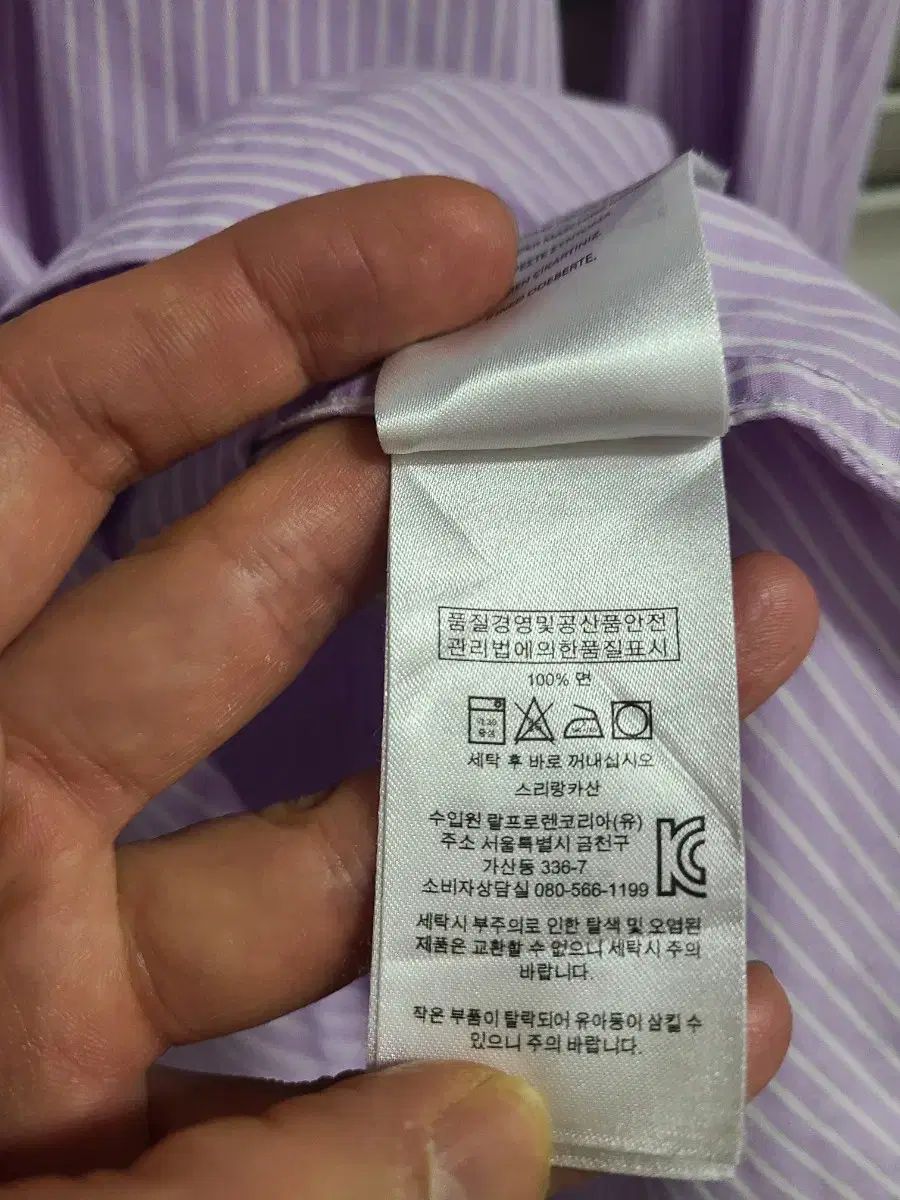 ÇIKARTINIZ.
품질경영및공산품안전
관리법에의한품질표시
100% 면
세탁 후 바로 꺼내십시오
스리랑카산
수입원 랄프로렌코리아(유)
주소 서울특별시 금천구
가산동 336-7
소비자상담실 080-566-1199
세탁시 부주의로 인한 탈색 및 오염된
제품은 교환할 수 없으니 세탁시 주의
바랍니다.
작은 부품이 탈락되어 유아동이 삼킬 수
있으니 주의 바랍니다.